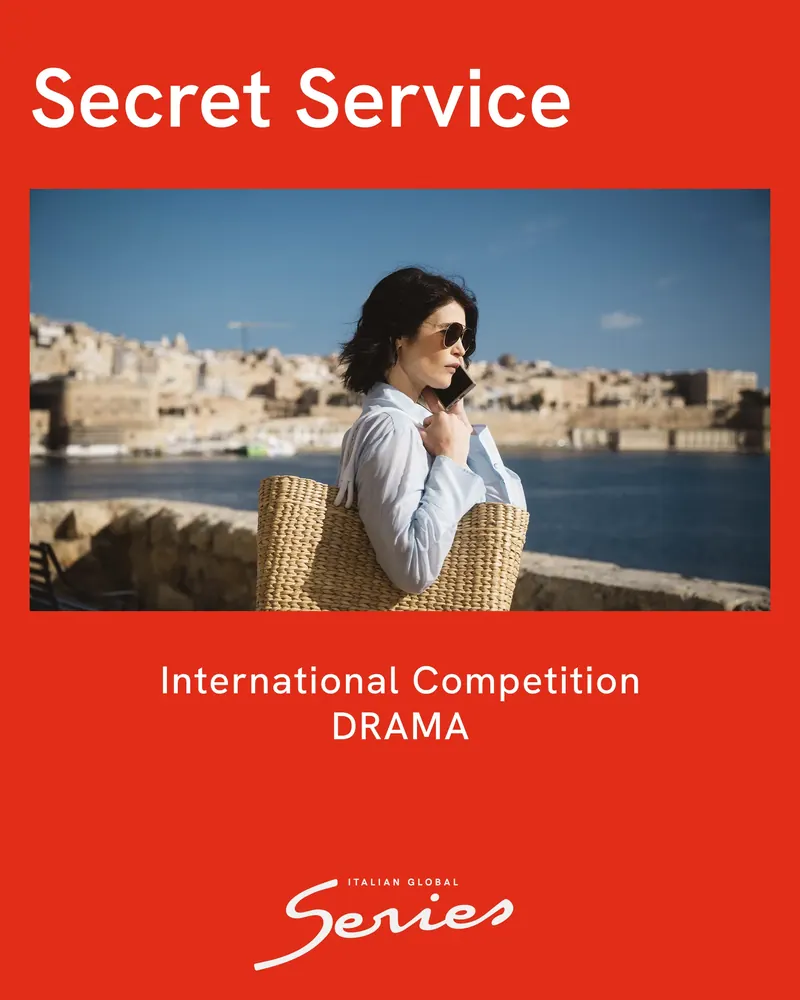 Secret Service
International Competition
DRAMA
ITALIAN GLOBAL
Series